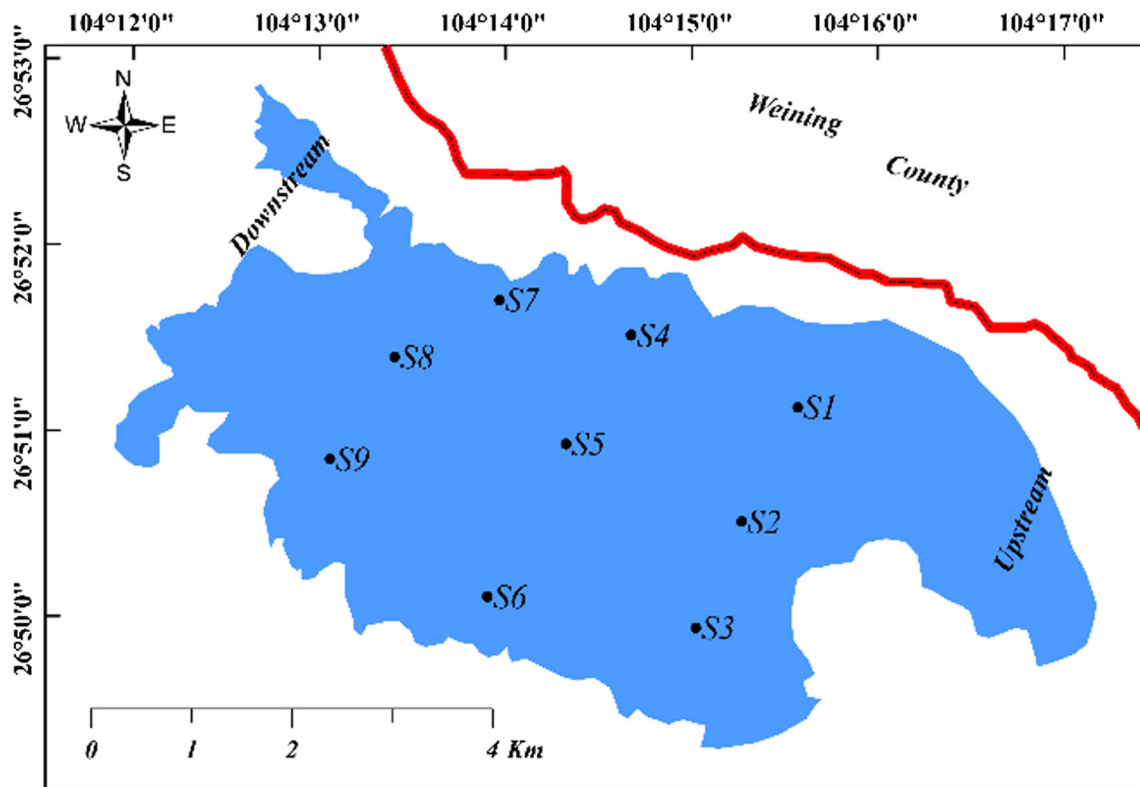 104°12'0" 104°13'0" 104°14'0" 104°15'0" 104°16'0" 104°17'0"
26°53'0"
26°52'0"
26°51'0"
26°50'0"
N
W E
S
Weining
County
Downstream
S7
S4
S8
S1
S5
S9
Upstream
S2
S6
S3
0 1 2 4 Km